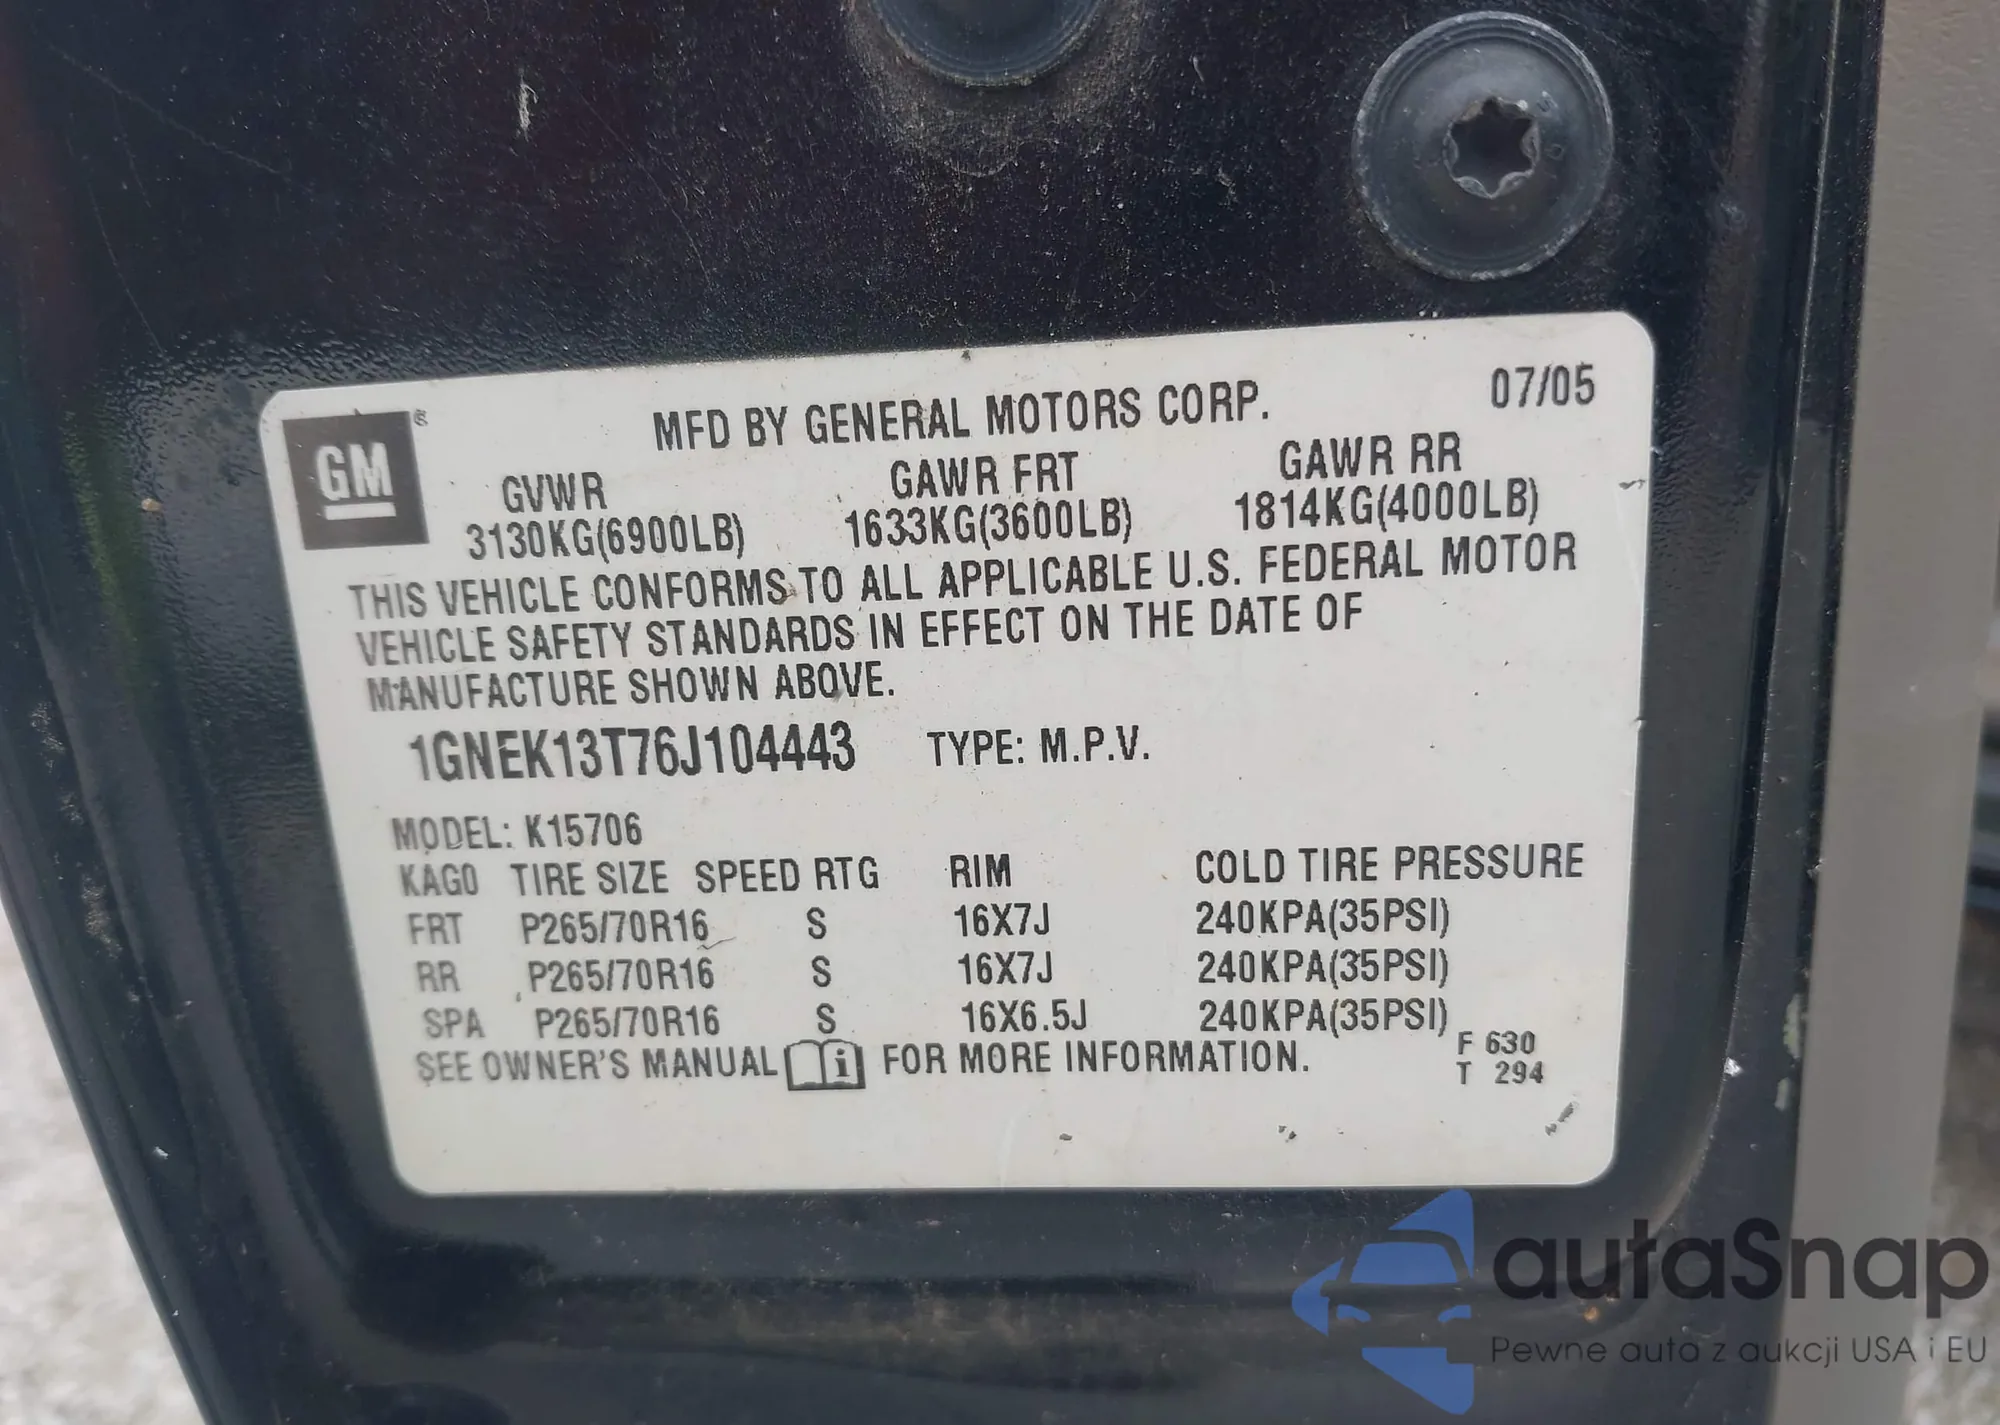 07/05
MFD BY GENERAL MOTORS CORP.
GM ®
GVWR GAWR FRT GAWR RR
3130KG(6900LB) 1633KG(3600LB) 1814KG(4000LB)
THIS VEHICLE CONFORMS TO ALL APPLICABLE U.S. FEDERAL MOTOR
VEHICLE SAFETY STANDARDS IN EFFECT ON THE DATE OF
MANUFACTURE SHOWN ABOVE.
1GNEK13T76J104443 TYPE: M.P.V.
MODEL: K15706
KAGO TIRE SIZE SPEED RTG RIM COLD TIRE PRESSURE
FRT P265/70R16 S 16X7J 240KPA(35PSI)
RR P265/70R16 S 16X7J 240KPA(35PSI)
SPA P265/70R16 S 16X6.5J 240KPA(35PSI)
SEE OWNER'S MANUAL i FOR MORE INFORMATION.
F 630
T 294
autaSnap
Pewne auta z aukcji USA i EU